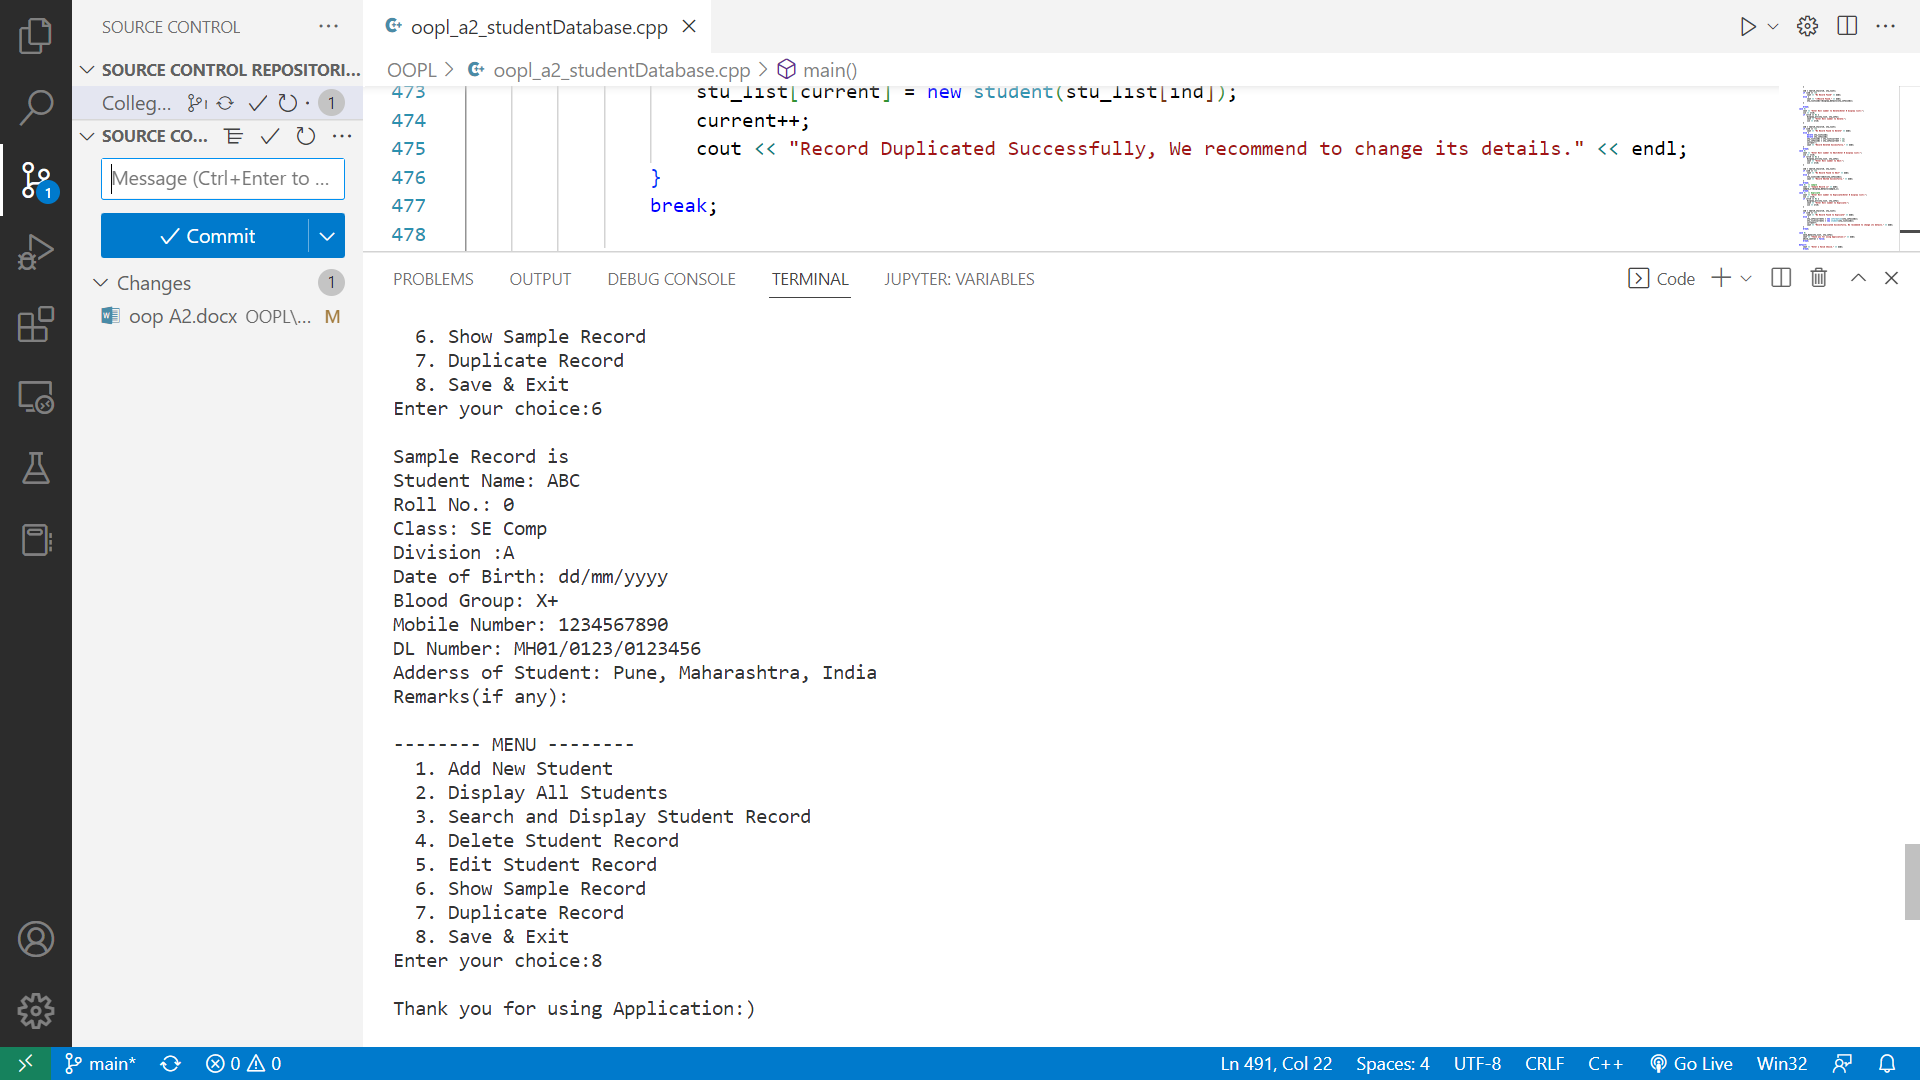 SOURCE CONTROL
SOURCE CONTROL REPOSITORI...
Colleg... 1
SOURCE CO...
Message (Ctrl+Enter to ...
Commit
Changes 1
oop A2.docx OOPL\... M
1
oopl_a2_studentDatabase.cpp
OOPL > oopl_a2_studentDatabase.cpp > main()
473 stu_list[current] = new student(stu_list[ind]);
474 current++;
475 cout << "Record Duplicated Successfully, We recommend to change its details." << endl;
476 }
477 break;
478
PROBLEMS OUTPUT DEBUG CONSOLE TERMINAL JUPYTER: VARIABLES Code
6. Show Sample Record
7. Duplicate Record
8. Save & Exit
Enter your choice:6
Sample Record is
Student Name: ABC
Roll No.: 0
Class: SE Comp
Division :A
Date of Birth: dd/mm/yyyy
Blood Group: X+
Mobile Number: 1234567890
DL Number: MH01/0123/0123456
Adderss of Student: Pune, Maharashtra, India
Remarks(if any):
-------- MENU --------
1. Add New Student
2. Display All Students
3. Search and Display Student Record
4. Delete Student Record
5. Edit Student Record
6. Show Sample Record
7. Duplicate Record
8. Save & Exit
Enter your choice:8
Thank you for using Application:)
main* 0 0 Ln 491, Col 22 Spaces: 4 UTF-8 CRLF C++ Go Live Win32